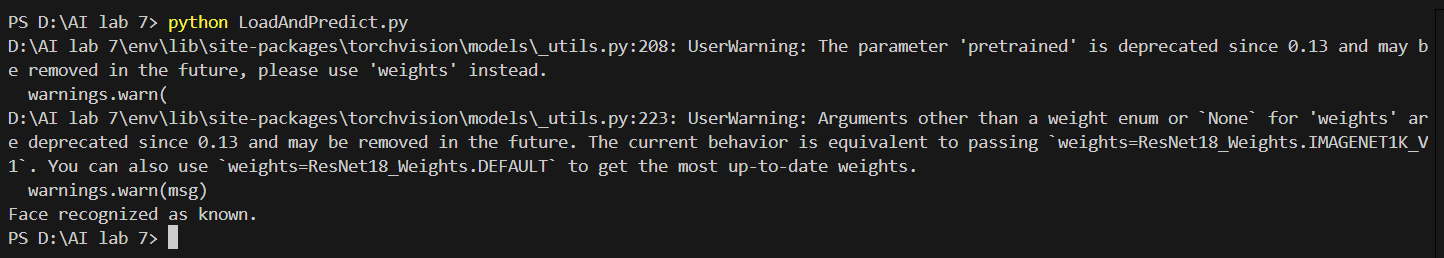 PS D:\AI lab 7> python LoadAndPredict.py
D:\AI lab 7\env\lib\site-packages\torchvision\models\_utils.py:208: UserWarning: The parameter 'pretrained' is deprecated since 0.13 and may b
e removed in the future, please use 'weights' instead.
  warnings.warn(
D:\AI lab 7\env\lib\site-packages\torchvision\models\_utils.py:223: UserWarning: Arguments other than a weight enum or `None` for 'weights' ar
e deprecated since 0.13 and may be removed in the future. The current behavior is equivalent to passing `weights=ResNet18_Weights.IMAGENET1K_V
1`. You can also use `weights=ResNet18_Weights.DEFAULT` to get the most up-to-date weights.
  warnings.warn(msg)
Face recognized as known.
PS D:\AI lab 7>